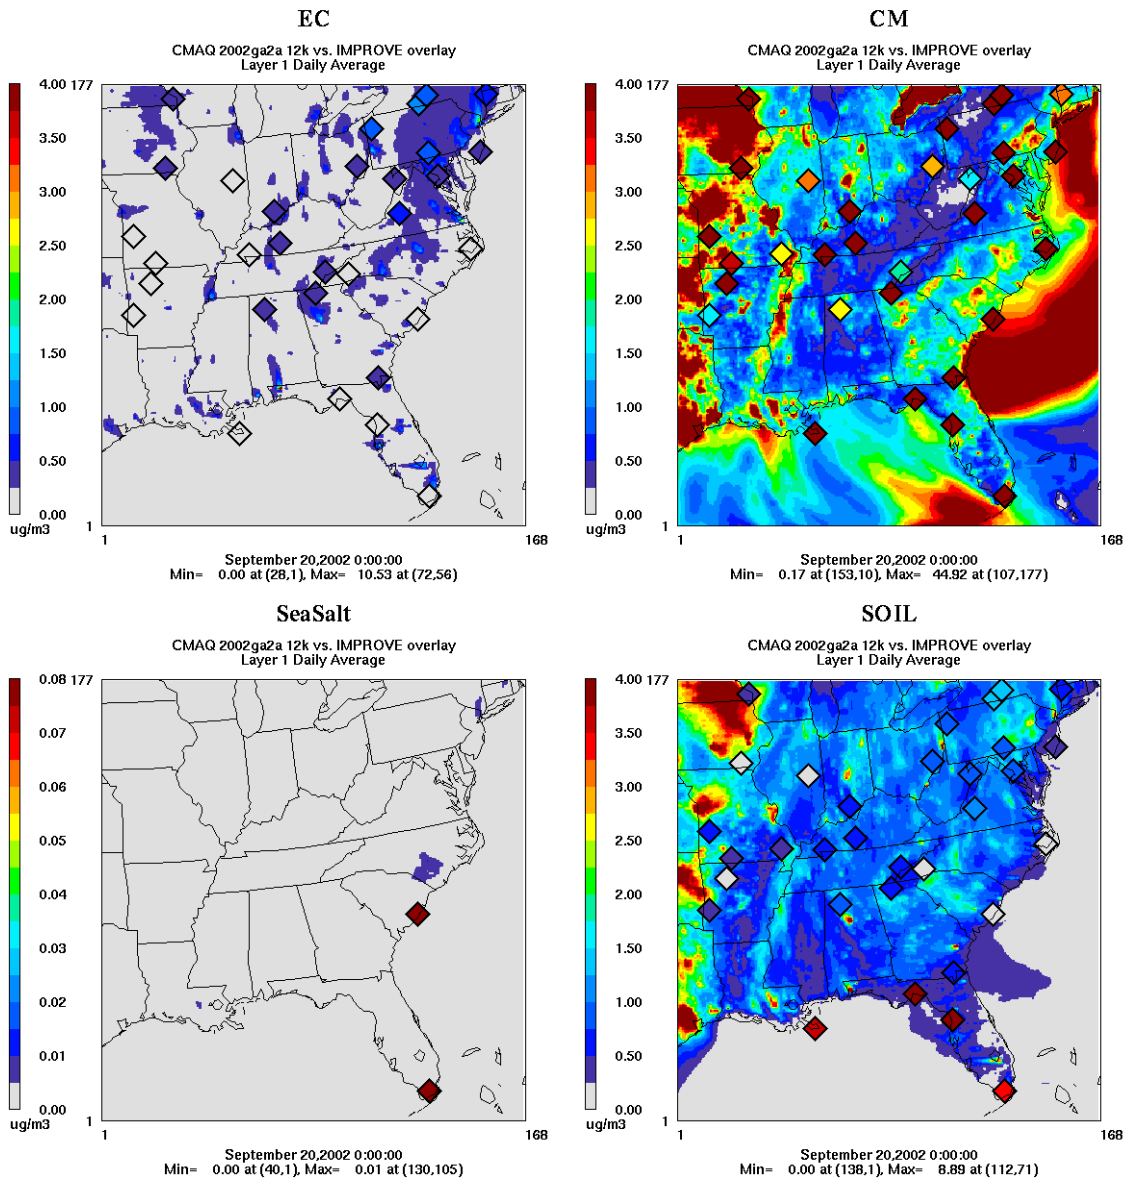 EC
CMAQ 2002ga2a 12k vs. IMPROVE overlay
Layer 1 Daily Average
4.00 177
3.50
3.00
2.50
2.00
1.50
1.00
0.50
0.00
ug/m3
1
1 168
September 20,2002 0:00:00
Min= 0.00 at (28,1), Max= 10.53 at (72,56)
CM
CMAQ 2002ga2a 12k vs. IMPROVE overlay
Layer 1 Daily Average
4.00 177
3.50
3.00
2.50
2.00
1.50
1.00
0.50
0.00
ug/m3
1
1 168
September 20,2002 0:00:00
Min= 0.17 at (153,10), Max= 44.92 at (107,177)
SeaSalt
CMAQ 2002ga2a 12k vs. IMPROVE overlay
Layer 1 Daily Average
0.08 177
0.07
0.06
0.05
0.04
0.03
0.02
0.01
0.00
ug/m3
1
1 168
September 20,2002 0:00:00
Min= 0.00 at (40,1), Max= 0.01 at (130,105)
SOIL
CMAQ 2002ga2a 12k vs. IMPROVE overlay
Layer 1 Daily Average
4.00 177
3.50
3.00
2.50
2.00
1.50
1.00
0.50
0.00
ug/m3
1
1 168
September 20,2002 0:00:00
Min= 0.00 at (138,1), Max= 8.89 at (112,71)